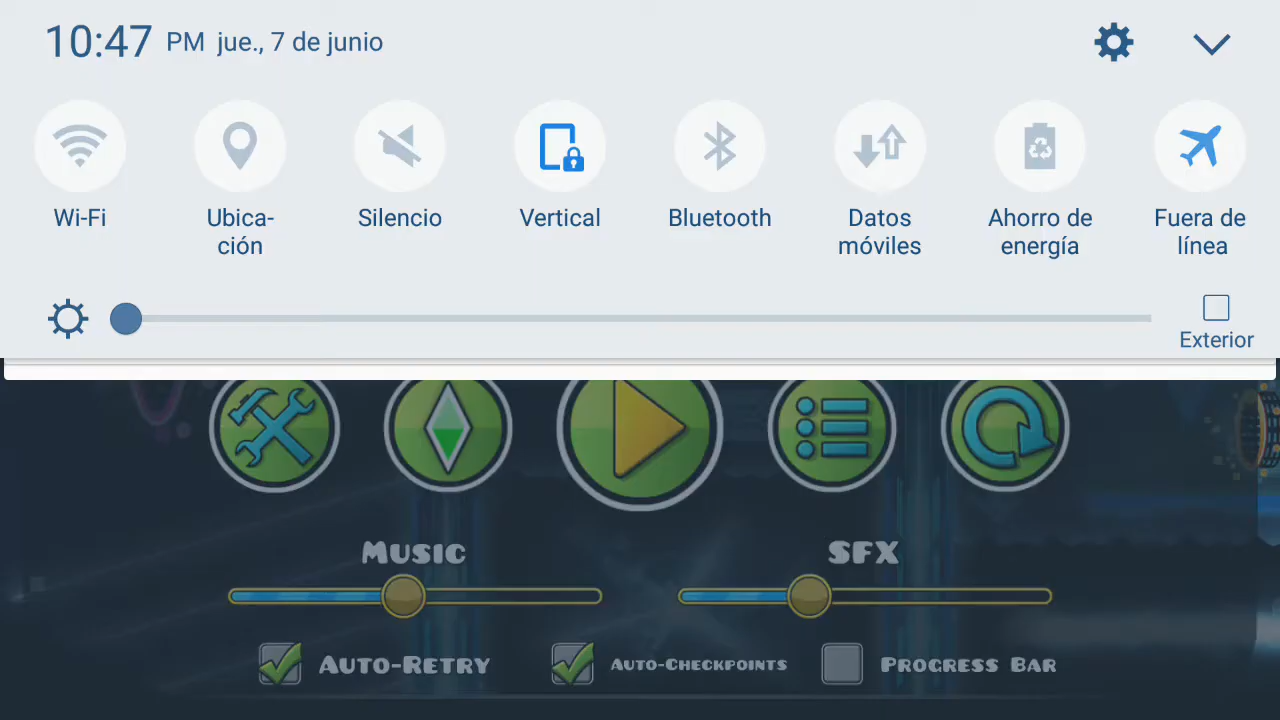 10:47 PM jue., 7 de junio
Wi-Fi
Ubica-
ción
Silencio
Vertical
Bluetooth
Datos
móviles
Ahorro de
energía
Fuera de
línea
Exterior
Music
SFX
Auto-Retry
Auto-Checkpoints
Progress Bar